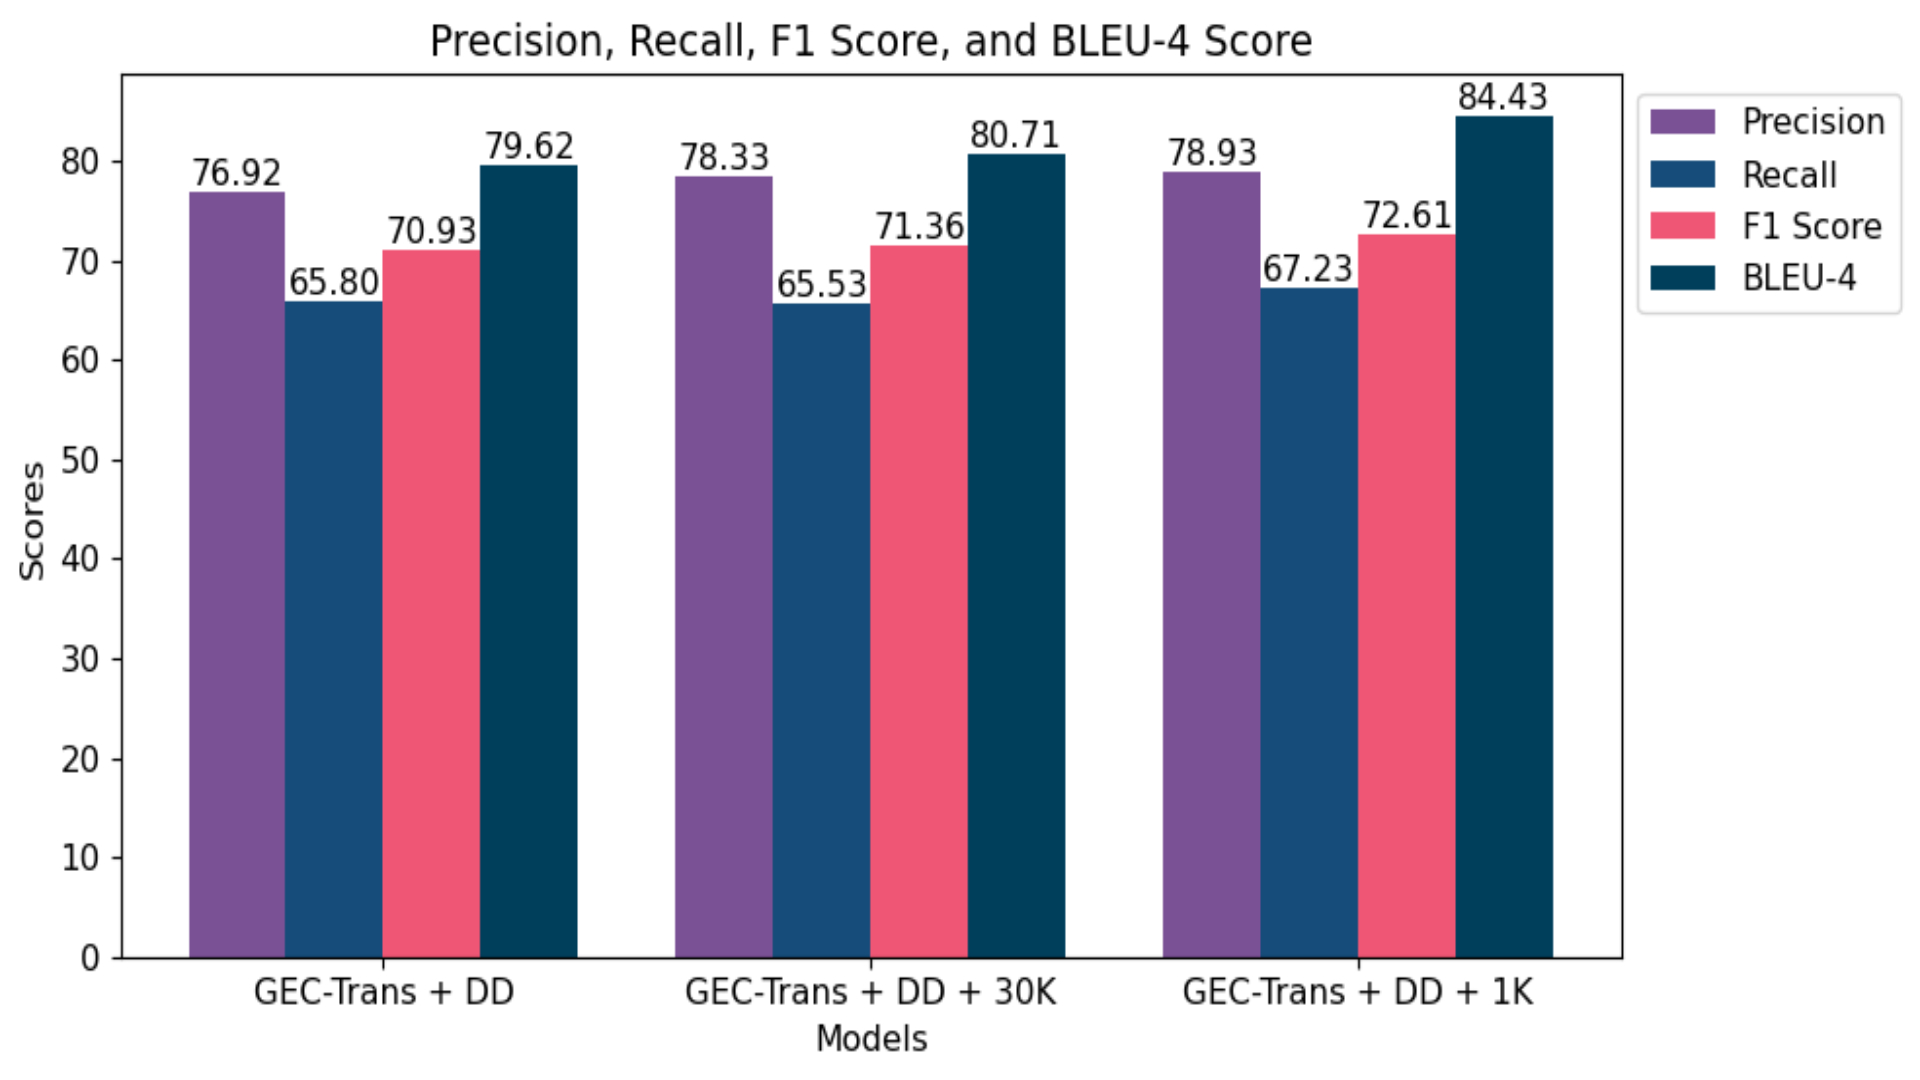 Precision, Recall, F1 Score, and BLEU-4 Score
84.43
80.71
79.62
78.93
78.33
76.92
72.61
71.36
70.93
67.23
65.80
65.53
Precision
Recall
F1 Score
BLEU-4
80
70
60
50
40
30
20
10
0
Scores
GEC-Trans + DD
GEC-Trans + DD + 30K
GEC-Trans + DD + 1K
Models